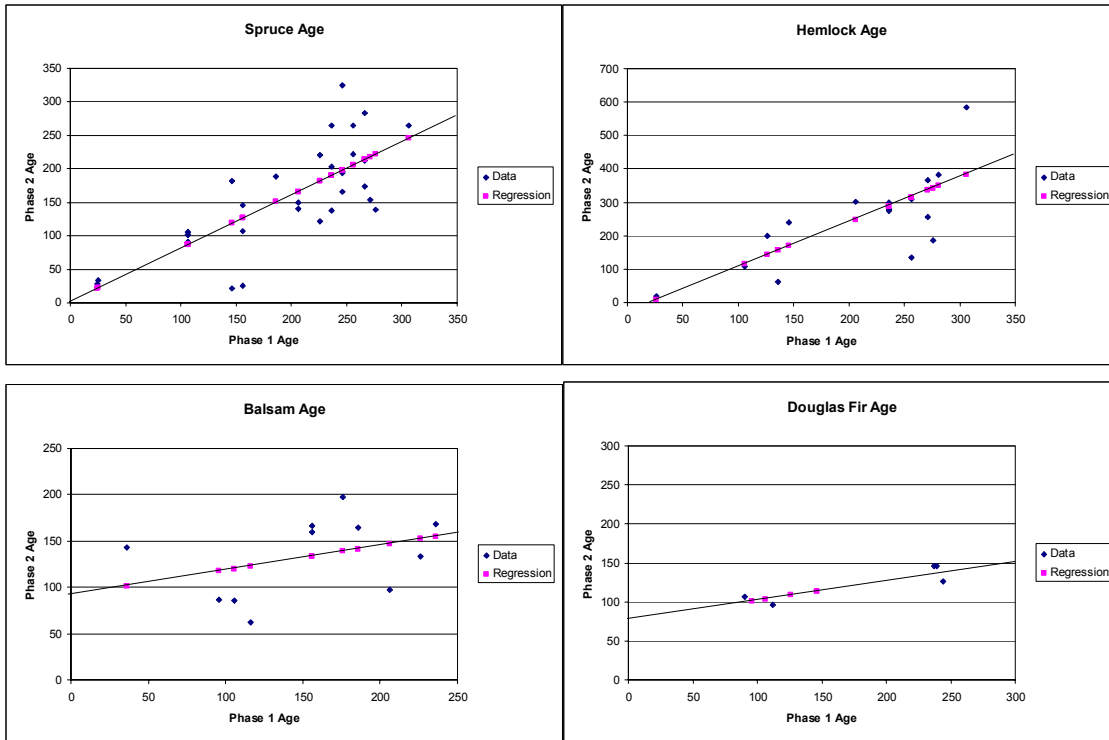 Spruce Age
350
300
250
200
150
100
50
0
0 50 100 150 200 250 300 350
Phase 1 Age
Phase 2 Age
Data
Regression
Hemlock Age
700
600
500
400
300
200
100
0
0 50 100 150 200 250 300 350
Phase 1 Age
Phase 2 Age
Data
Regression
Balsam Age
250
200
150
100
50
0
0 50 100 150 200 250
Phase 1 Age
Phase 2 Age
Data
Regression
Douglas Fir Age
300
250
200
150
100
50
0
0 50 100 150 200 250 300
Phase 1 Age
Phase 2 Age
Data
Regression